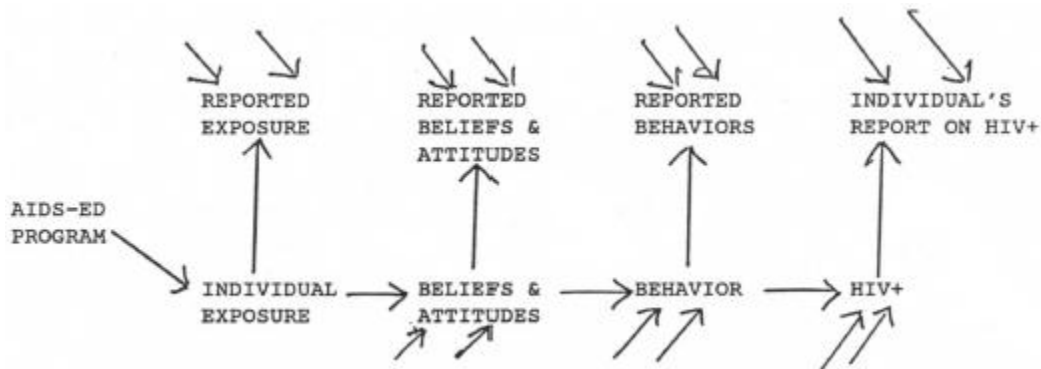 REPORTED
EXPOSURE
REPORTED
BELIEFS &
ATTITUDES
REPORTED
BEHAVIORS
INDIVIDUAL'S
REPORT ON HIV+
AIDS-ED
PROGRAM
INDIVIDUAL
EXPOSURE
BELIEFS &
ATTITUDES
BEHAVIOR
HIV+